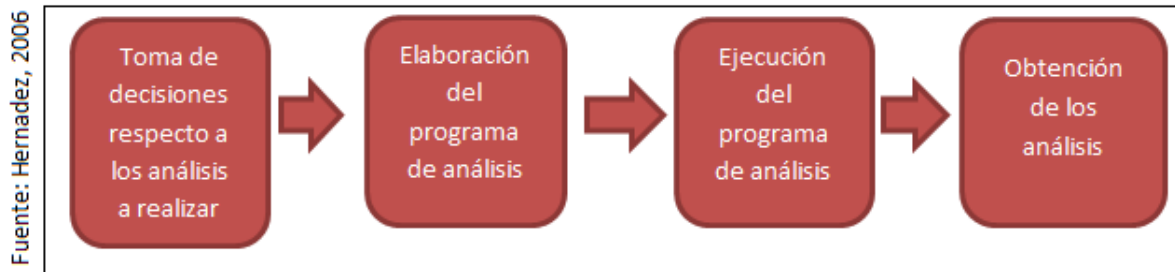 Fuente: Hernadez, 2006
Toma de
decisiones
respecto a
los análisis
a realizar
Elaboración
del
programa
de análisis
Ejecución
del
programa
de análisis
Obtención
de los
análisis